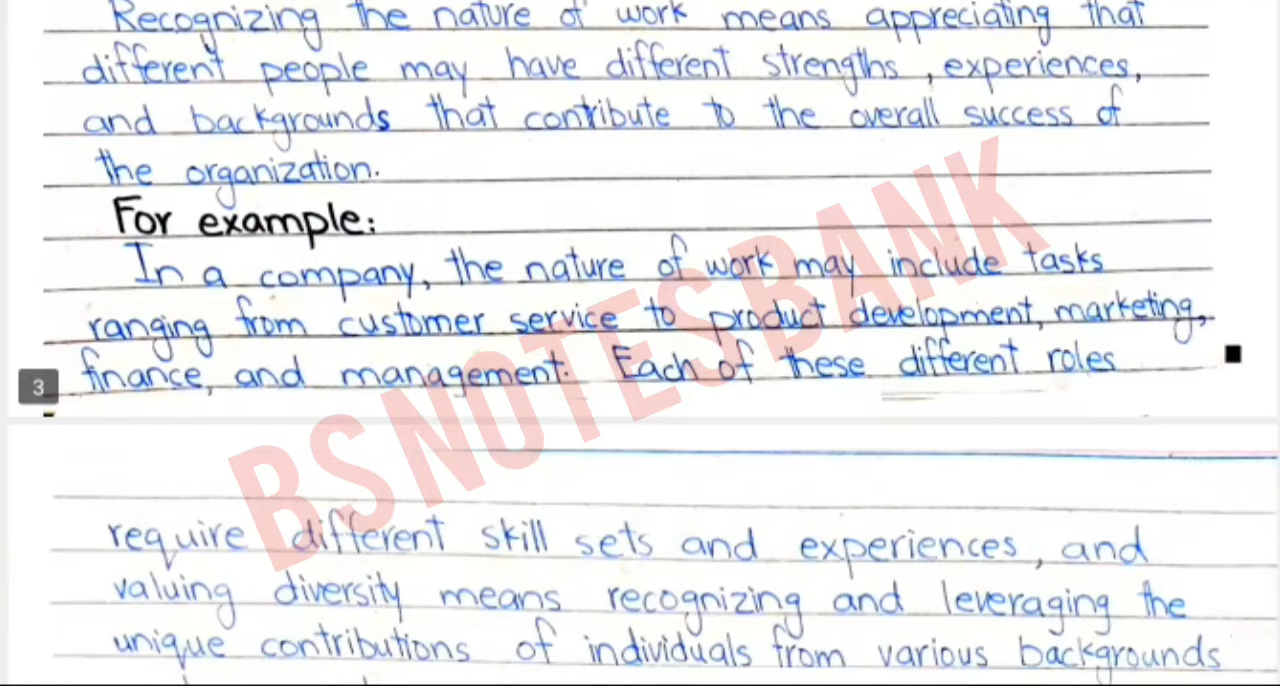 Recognizing the nature of work means appreciating that
different people may have different strengths, experiences,
and backgrounds that contribute to the overall success of
the organization.
For example:
In a company, the nature of work may include tasks
ranging from customer service to product development, marketing,
finance, and management. Each of these different roles
3
BSNOTESBANK
require different skill sets and experiences, and
valuing diversity means recognizing and leveraging the
unique contributions of individuals from various backgrounds